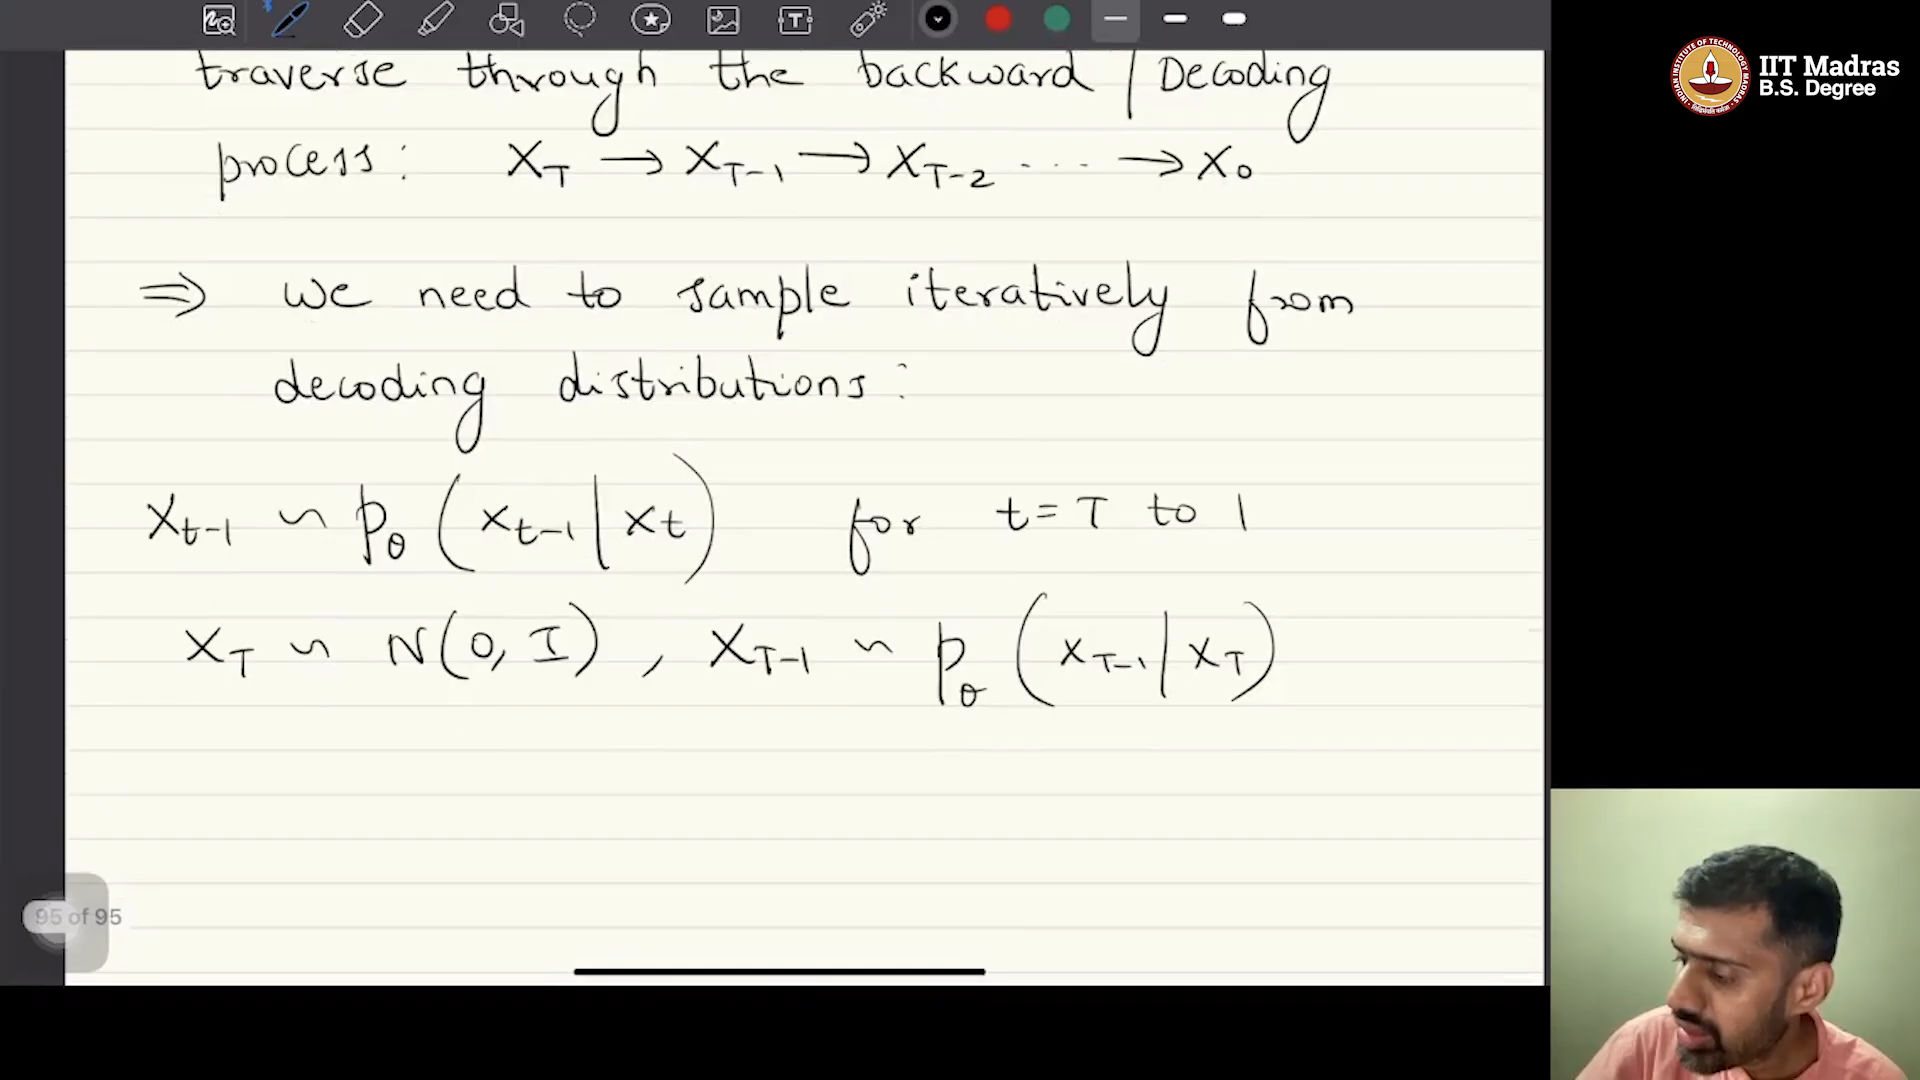 IIT Madras
B.S. Degree
traverse through the backward / Decoding
process: X_T → X_{T-1} → X_{T-2} ... → X_0
⇒ we need to sample iteratively from
decoding distributions:
X_{t-1} ~ p_θ (x_{t-1} | x_t) for t = T to 1
X_T ~ N(0, I), X_{T-1} ~ p_θ (x_{T-1} | x_T)
95 of 95